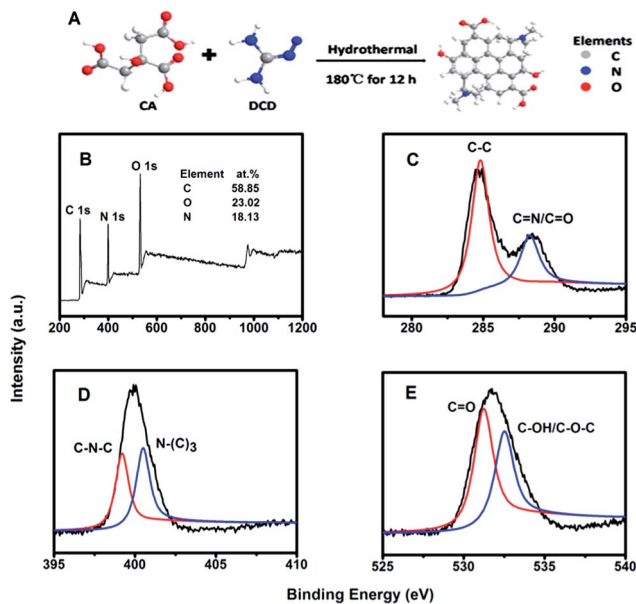 A
CA
+
DCD
Hydrothermal
180℃ for 12 h
Elements
C
N
O
B
C 1s
N 1s
O 1s
Element at.%
C 58.85
O 23.02
N 18.13
200 400 600 800 1000 1200
C
C-C
C=N/C=O
280 285 290 295
D
C-N-C
N-(C)3
395 400 405 410
E
C=O
C-OH/C-O-C
525 530 535 540
Intensity (a.u.)
Binding Energy (eV)